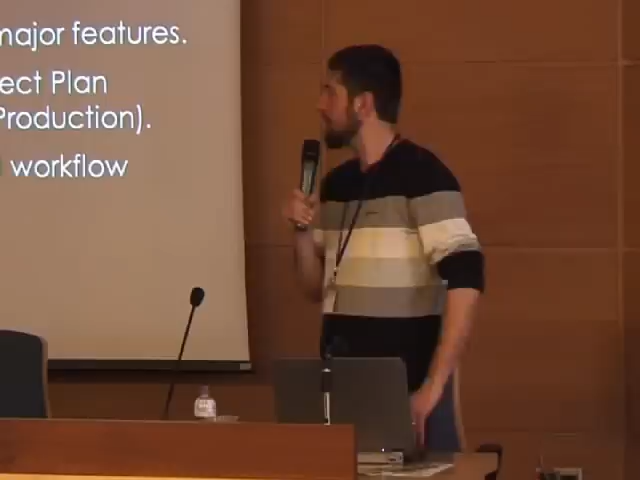 major features.
ect Plan
Production).
workflow